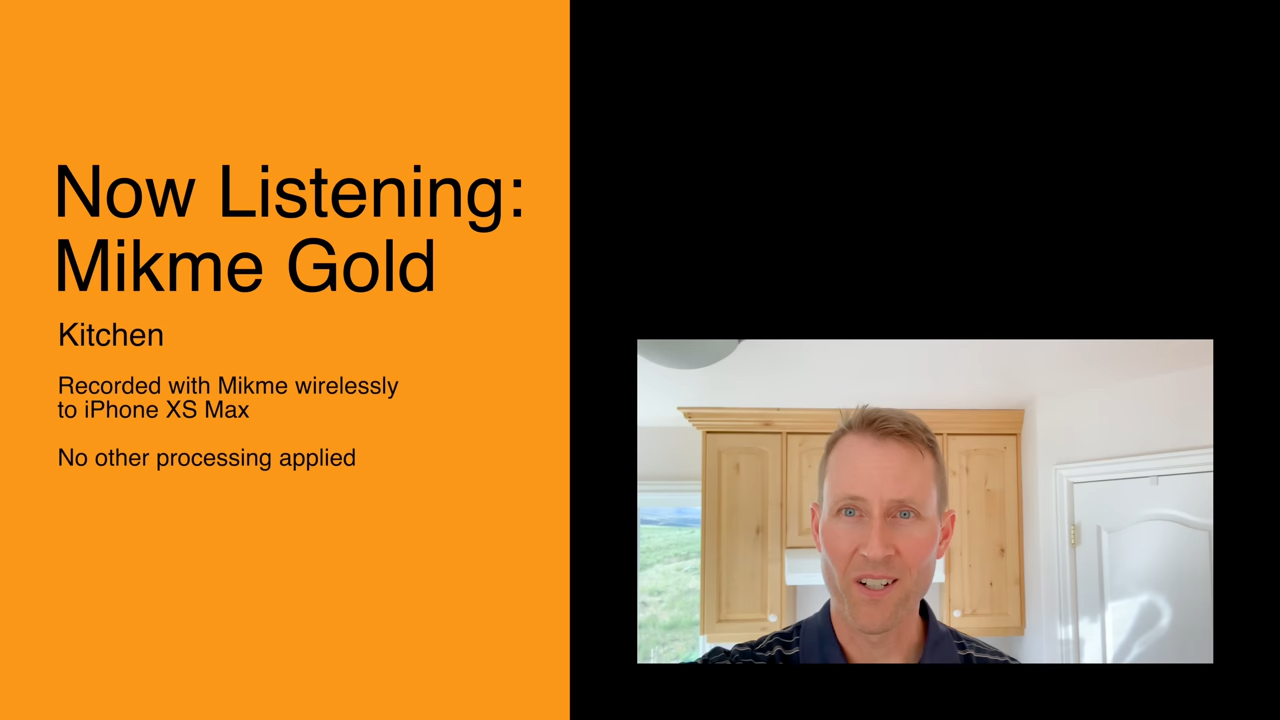 Now Listening:
Mikme Gold
Kitchen
Recorded with Mikme wirelessly
to iPhone XS Max
No other processing applied